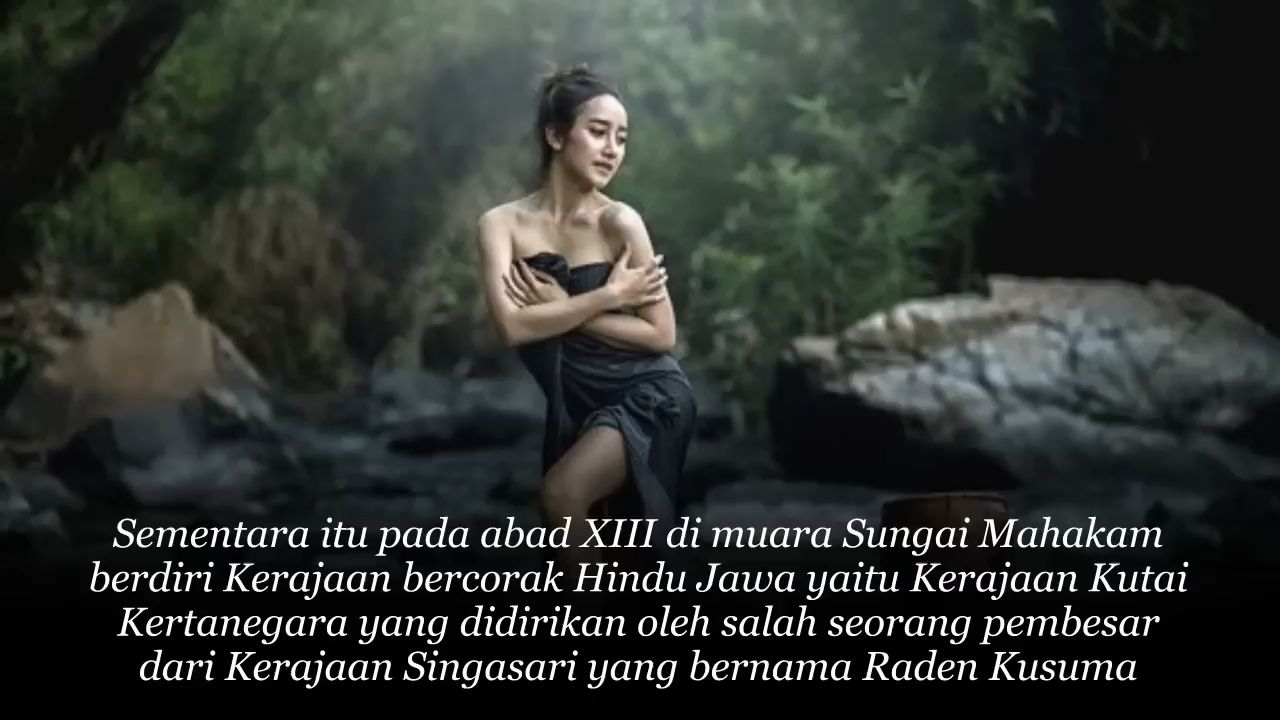 Sementara itu pada abad XIII di muara Sungai Mahakam
berdiri Kerajaan bercorak Hindu Jawa yaitu Kerajaan Kutai
Kertanegara yang didirikan oleh salah seorang pembesar
dari Kerajaan Singasari yang bernama Raden Kusuma